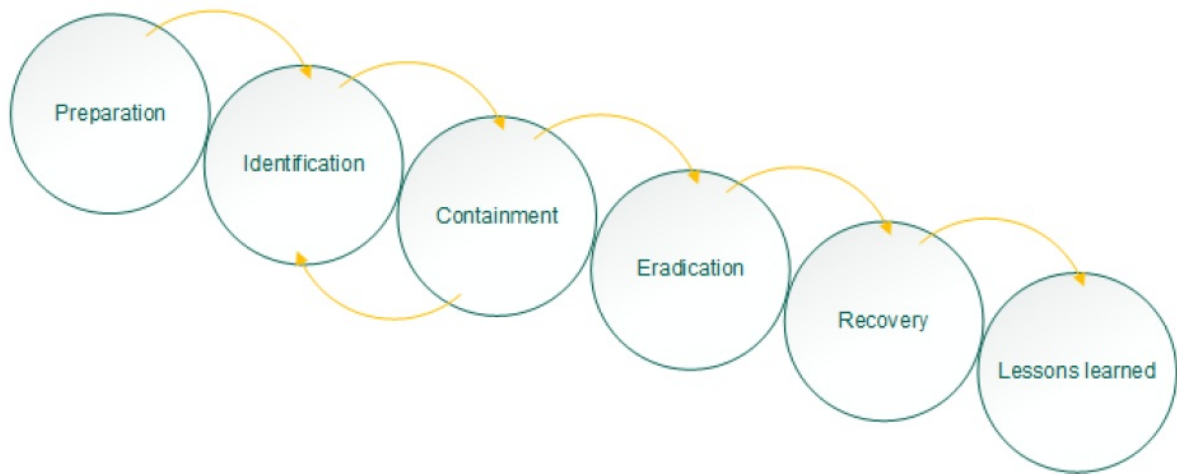 Preparation
Identification
Containment
Eradication
Recovery
Lessons learned